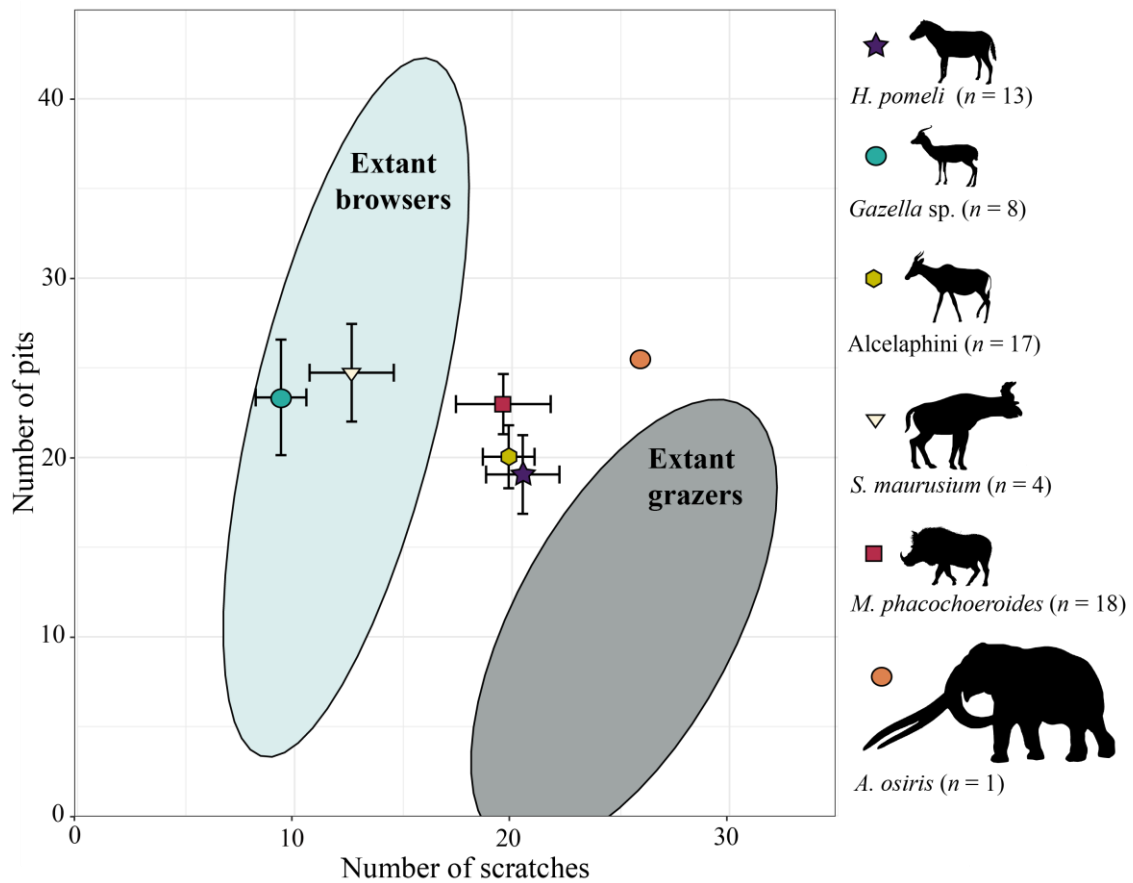 40
30
20
10
0
Number of pits
Extant
browsers
Extant
grazers
0
10
20
30
Number of scratches
H. pomeli (n = 13)
Gazella sp. (n = 8)
Alcelaphini (n = 17)
S. maurusium (n = 4)
M. phacochoeroides (n = 18)
A. osiris (n = 1)